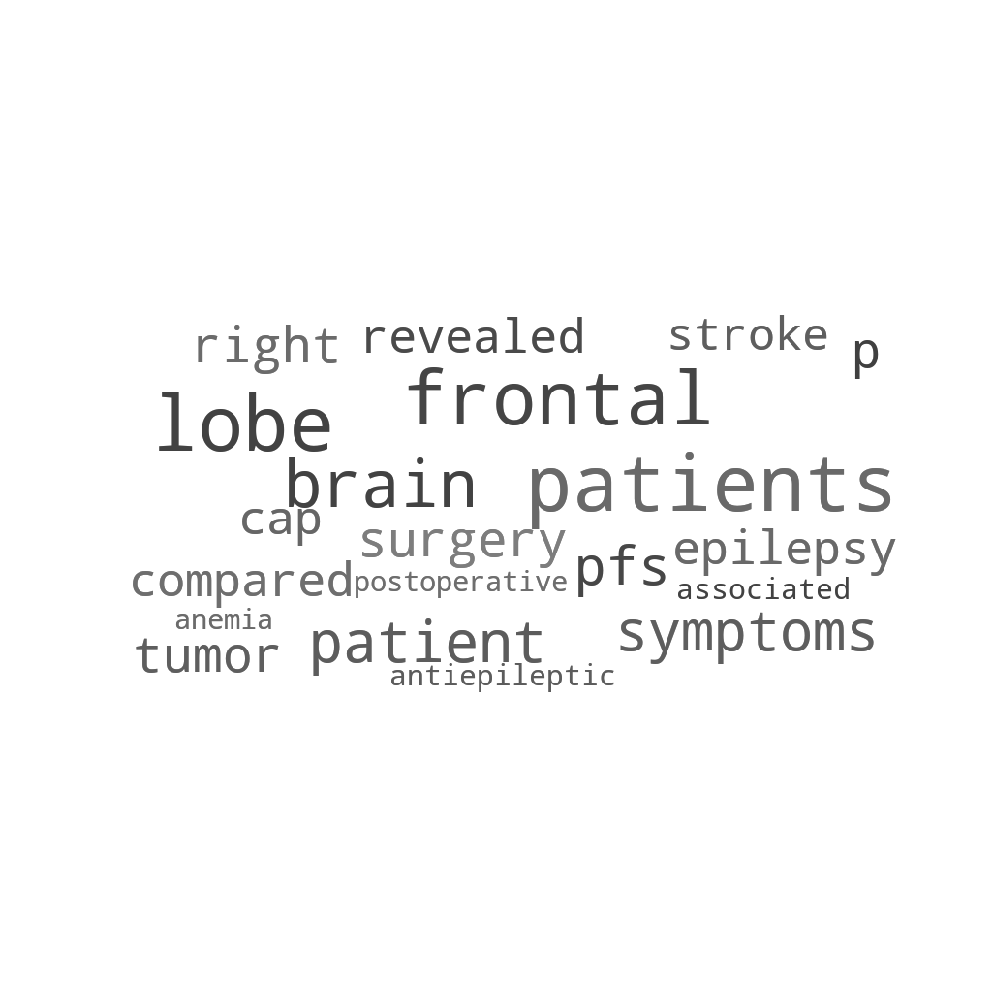 right revealed stroke p
lobe frontal
brain patients
cap surgery epilepsy
compared postoperative pfs associated
anemia patient symptoms
tumor antiepileptic